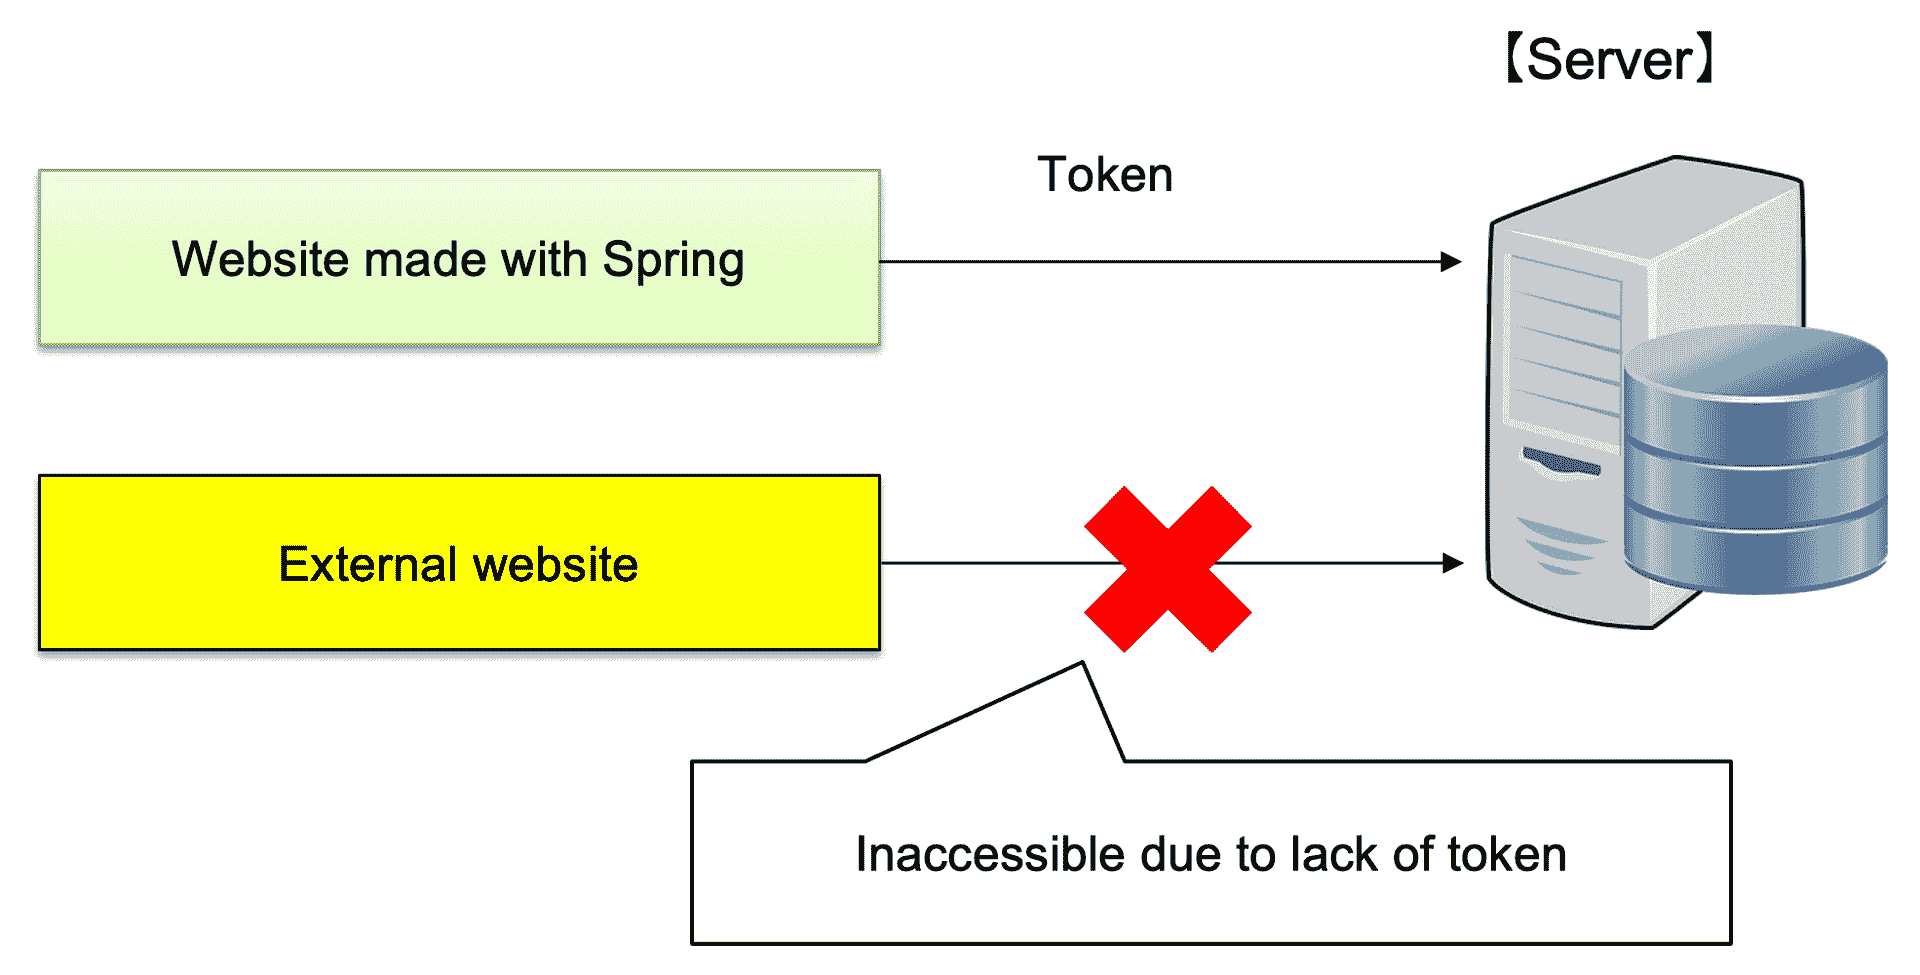 【Server】
Token
Website made with Spring
External website
Inaccessible due to lack of token